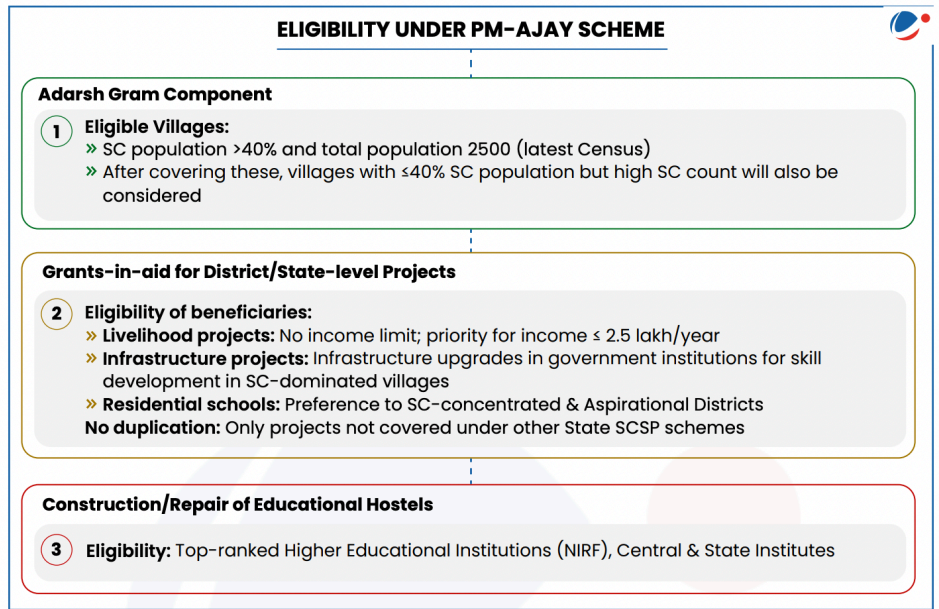 ELIGIBILITY UNDER PM-AJAY SCHEME
Adarsh Gram Component
1
Eligible Villages:
» SC population >40% and total population 2500 (latest Census)
» After covering these, villages with ≤40% SC population but high SC count will also be
considered
Grants-in-aid for District/State-level Projects
2
Eligibility of beneficiaries:
» Livelihood projects: No income limit; priority for income ≤ 2.5 lakh/year
» Infrastructure projects: Infrastructure upgrades in government institutions for skill
development in SC-dominated villages
» Residential schools: Preference to SC-concentrated & Aspirational Districts
No duplication: Only projects not covered under other State SCSP schemes
Construction/Repair of Educational Hostels
3
Eligibility: Top-ranked Higher Educational Institutions (NIRF), Central & State Institutes